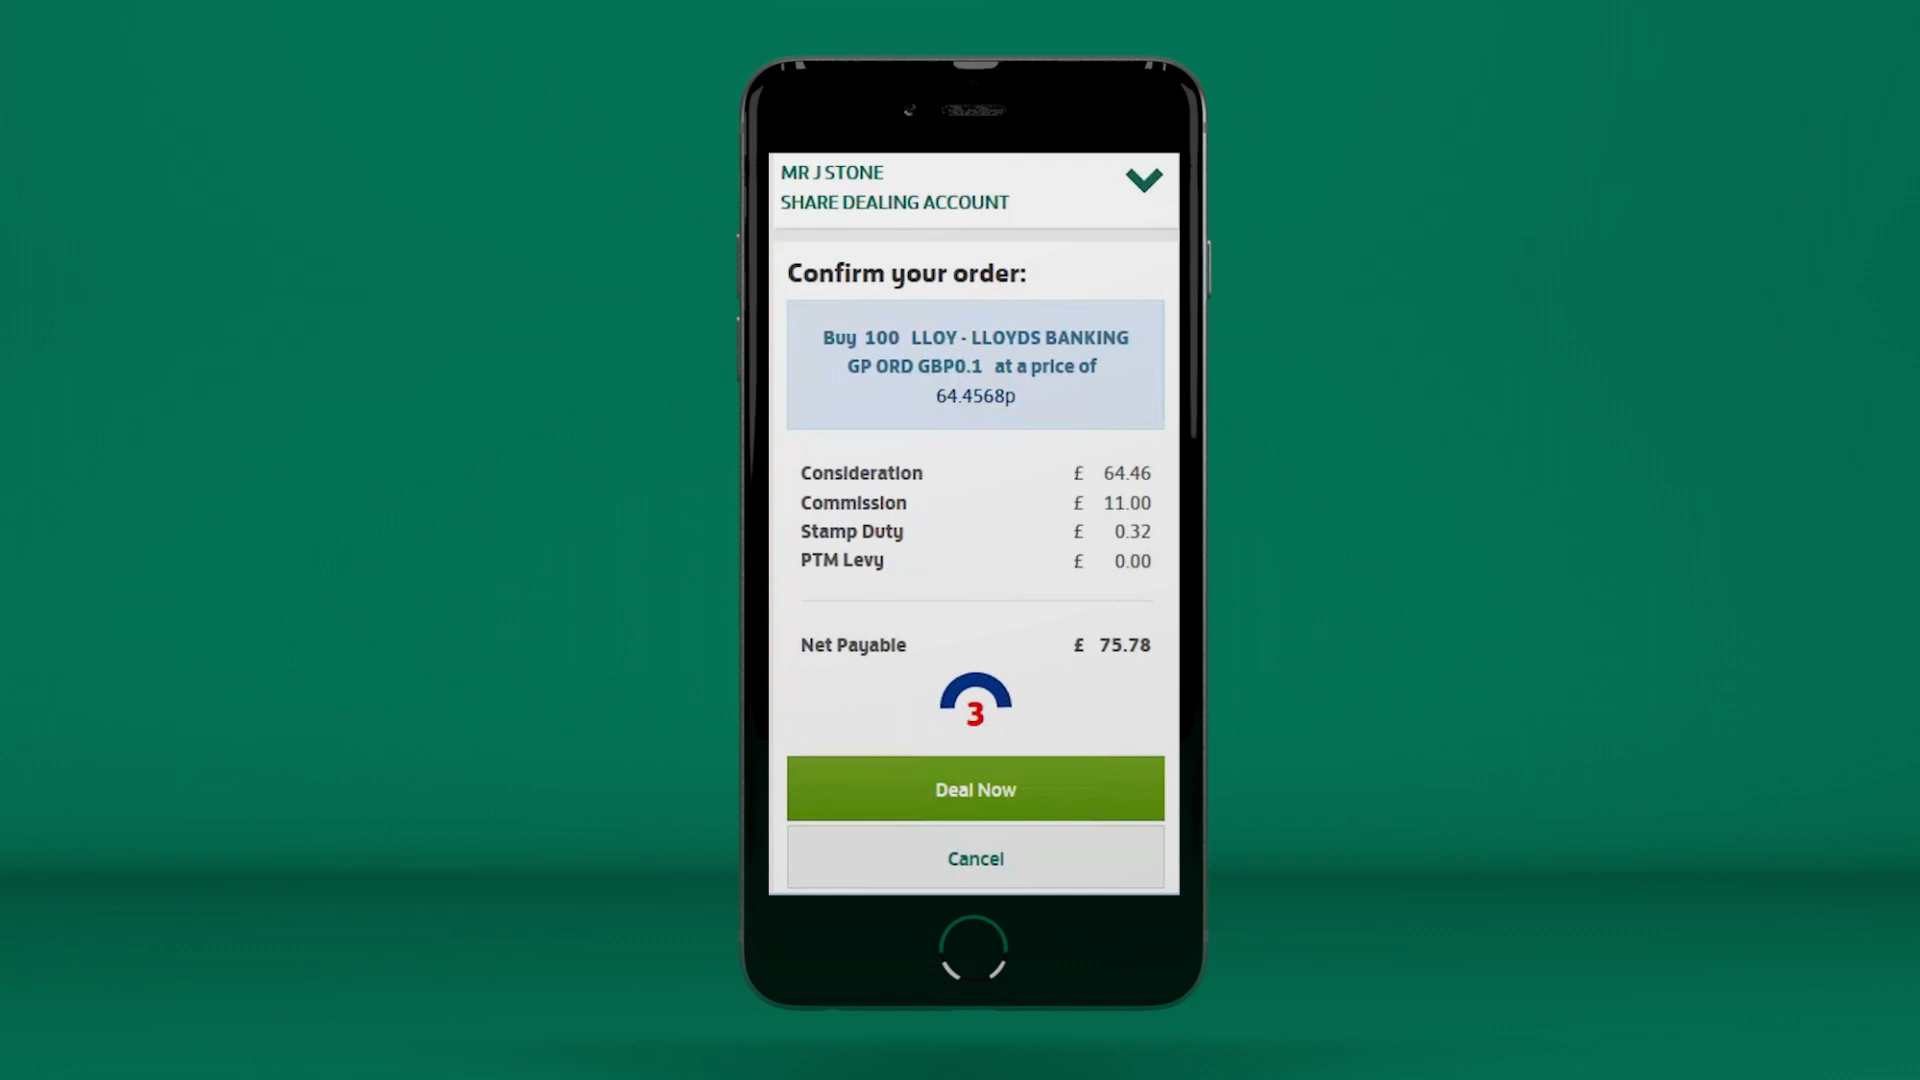 MR J STONE
SHARE DEALING ACCOUNT
Confirm your order:
Buy 100 LLOY - LLOYDS BANKING
GP ORD GBP0.1 at a price of
64.4568p
Consideration £ 64.46
Commission £ 11.00
Stamp Duty £ 0.32
PTM Levy £ 0.00
Net Payable £ 75.78
3
Deal Now
Cancel